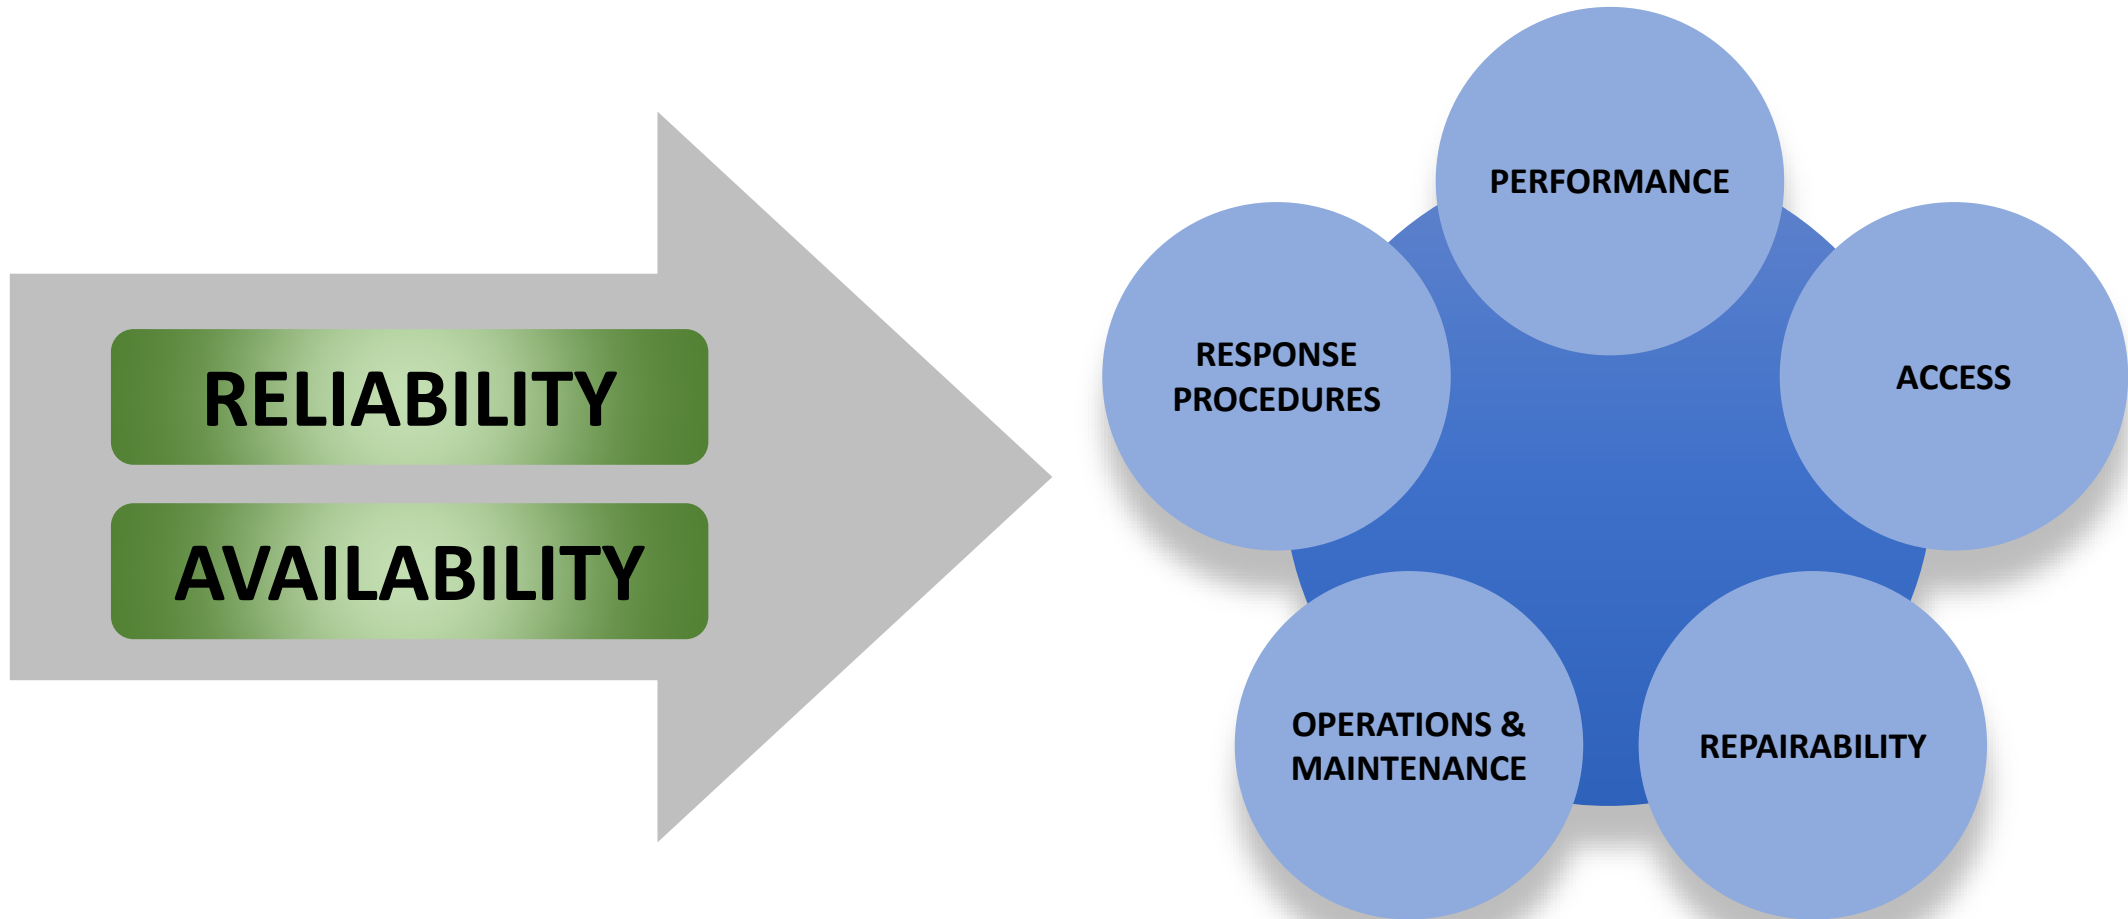 RELIABILITY
AVAILABILITY
PERFORMANCE
ACCESS
REPAIRABILITY
OPERATIONS &
MAINTENANCE
RESPONSE
PROCEDURES